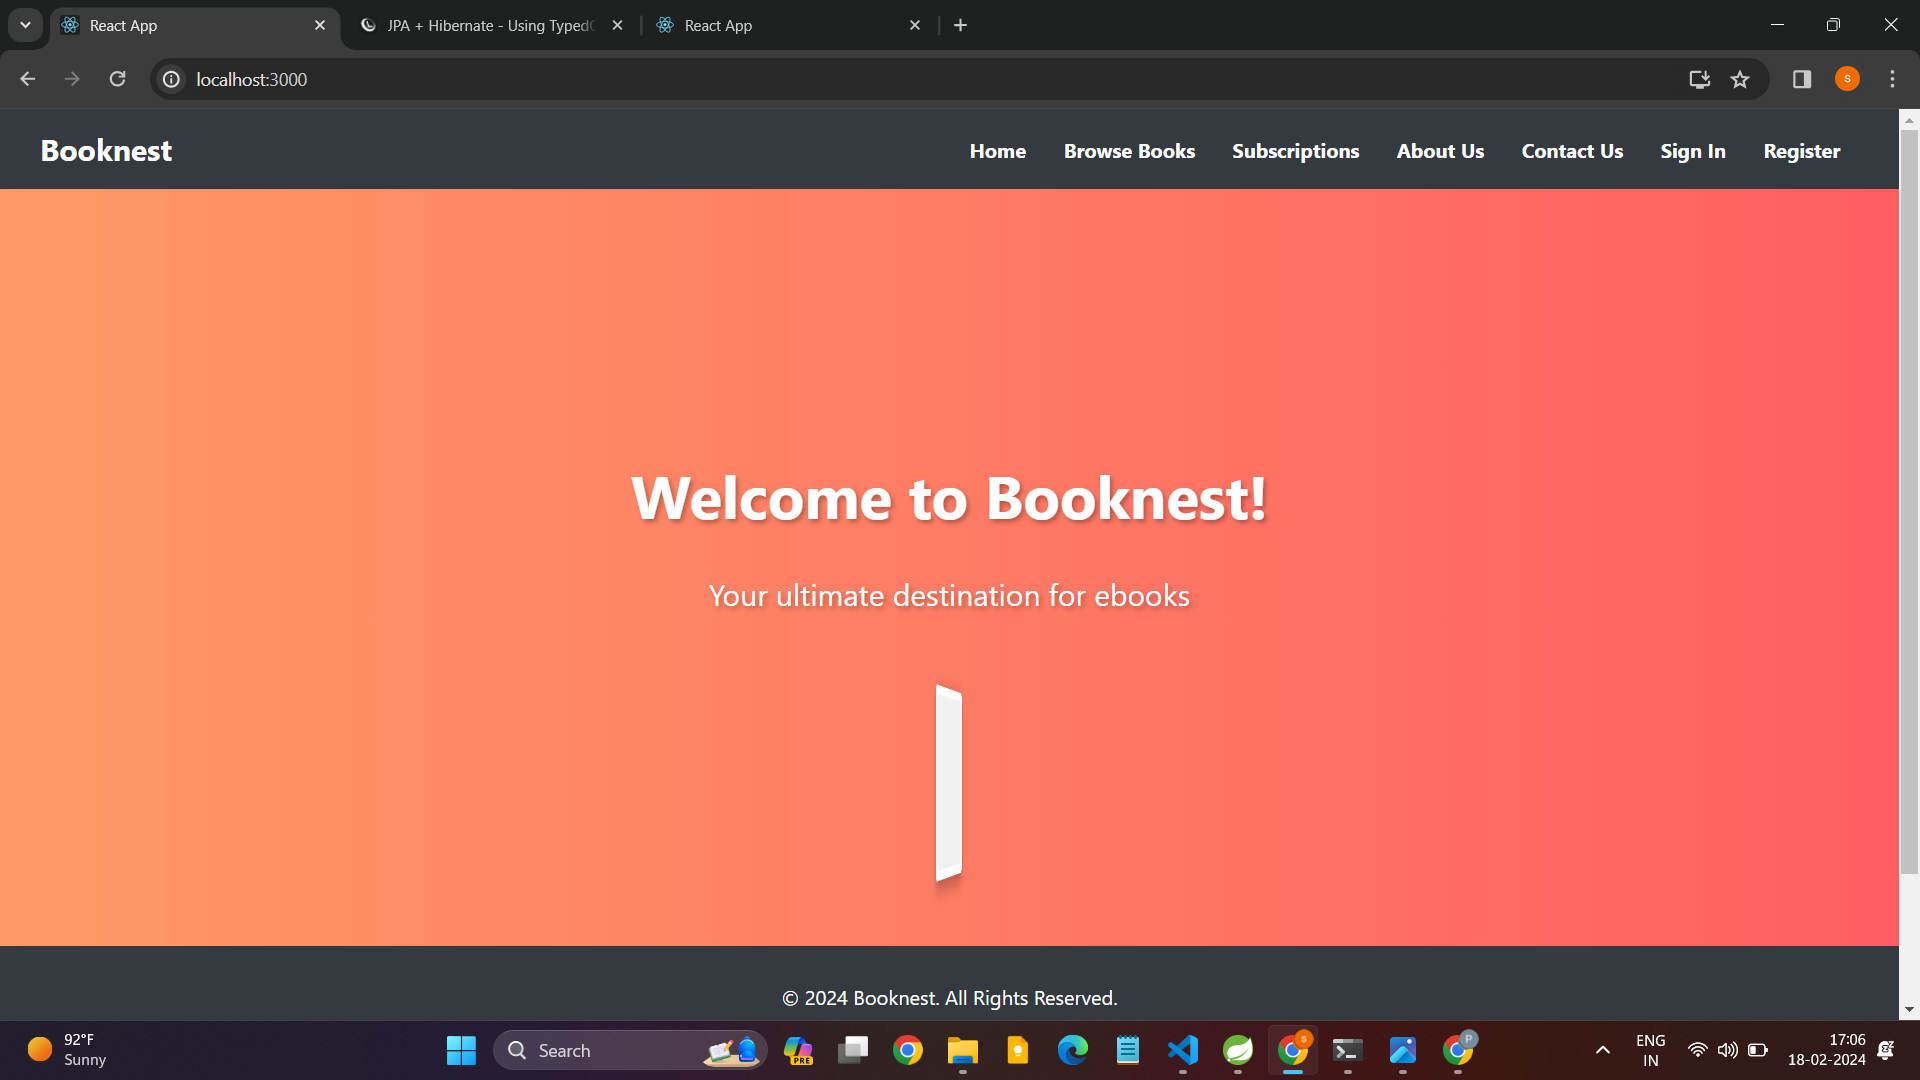 React App
JPA + Hibernate - Using Typed
React App
localhost:3000
S
Booknest
Home
Browse Books
Subscriptions
About Us
Contact Us
Sign In
Register
Welcome to Booknest!
Your ultimate destination for ebooks
© 2024 Booknest. All Rights Reserved.
92°F
Sunny
Search
PRE
S
P
ENG
IN
17:06
18-02-2024